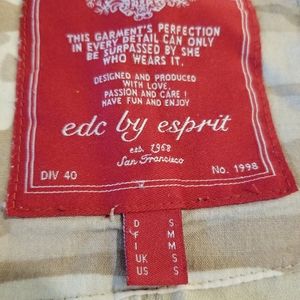 THIS GARMENT'S PERFECTION
IN EVERY DETAIL CAN ONLY
BE SURPASSED BY SHE
WHO WEARS IT.
DESIGNED AND PRODUCED
WITH LOVE,
PASSION AND CARE!
HAVE FUN AND ENJOY
edc by esprit
est. 1968
San Francisco
DIV 40 No. 1998
D S
F M
I M
UK S
US S